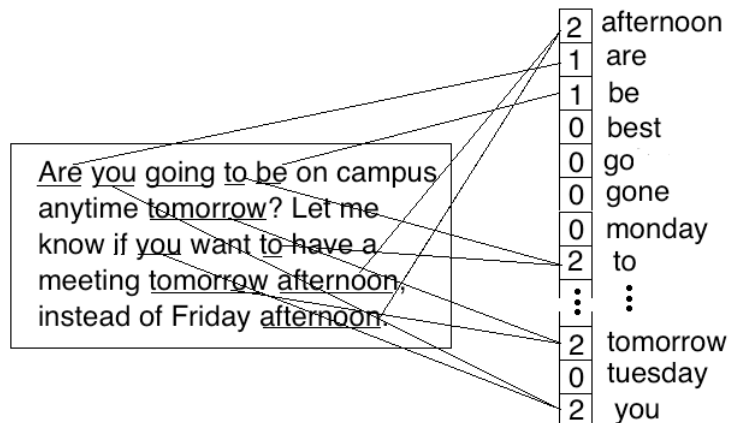 Are you going to be on campus
anytime tomorrow? Let me
know if you want to have a
meeting tomorrow afternoon,
instead of Friday afternoon.
2 afternoon
1 are
1 be
0 best
0 go
0 gone
0 monday
2 to
⋮ ⋮
2 tomorrow
0 tuesday
2 you